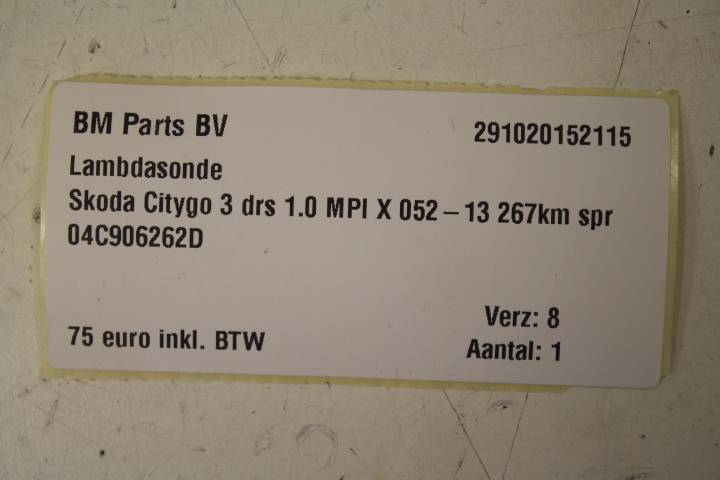 BM Parts BV 291020152115
Lambdasonde
Skoda Citygo 3 drs 1.0 MPI X 052 – 13 267km spr
04C906262D
Verz: 8
75 euro inkl. BTW Aantal: 1